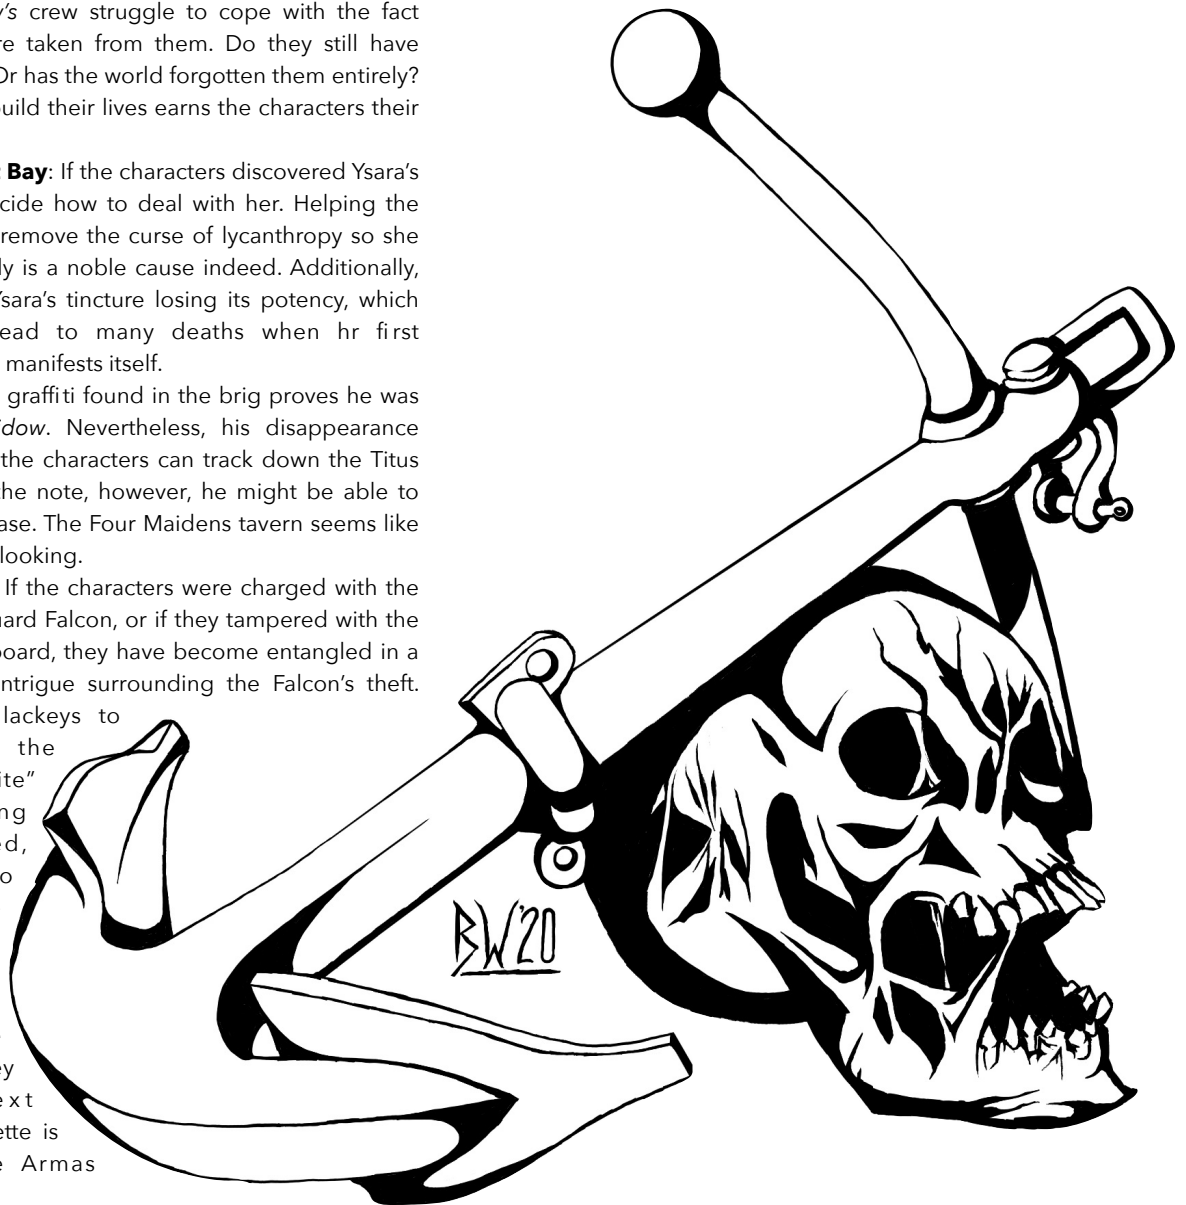 y's crew struggle to cope with the fact
re taken from them. Do they still have
Or has the world forgotten them entirely?
uild their lives earns the characters their
t Bay: If the characters discovered Ysara's
cide how to deal with her. Helping the
remove the curse of lycanthropy so she
ly is a noble cause indeed. Additionally,
Ysara's tincture losing its potency, which
ead to many deaths when hr first
manifests itself.
graffiti found in the brig proves he was
idow. Nevertheless, his disappearance
the characters can track down the Titus
the note, however, he might be able to
ase. The Four Maidens tavern seems like
looking.
If the characters were charged with the
uard Falcon, or if they tampered with the
board, they have become entangled in a
ntrigue surrounding the Falcon's theft.
lackeys to
the
ite"
ng
ed,
o
ey
ext
ette is
e Armas
BW'20